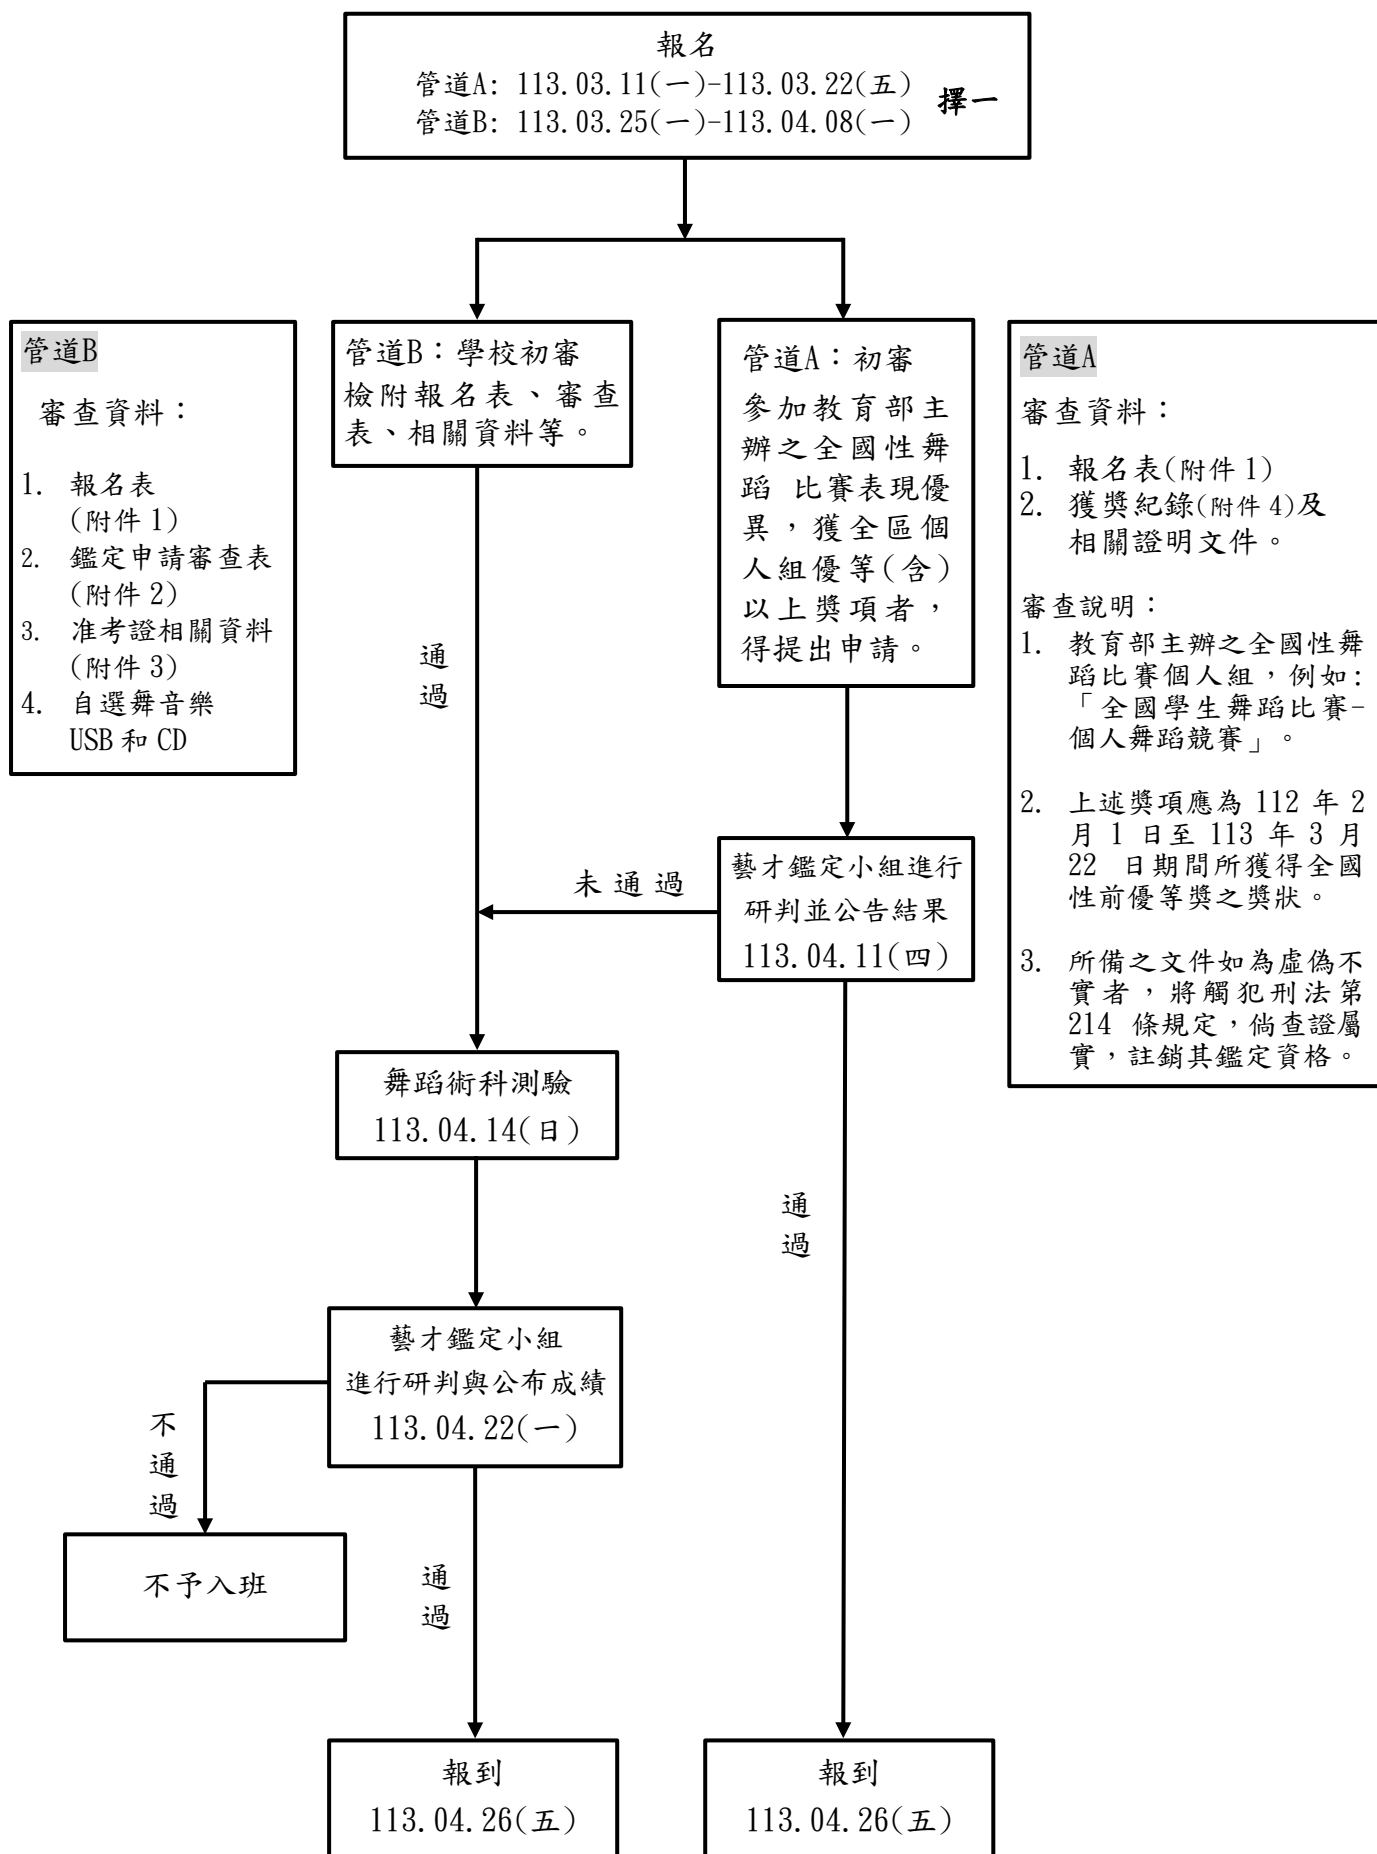 報名
管道A: 113.03.11(一)-113.03.22(五)
管道B: 113.03.25(一)-113.04.08(一)
擇一
管道B
審查資料：
1. 報名表
(附件 1)
2. 鑑定申請審查表
(附件 2)
3. 准考證相關資料
(附件 3)
4. 自選舞音樂
USB 和 CD
管道B：學校初審
檢附報名表、審查
表、相關資料等。
通
過
管道A：初審
參加教育部主
辦之全國性舞
蹈 比賽表現優
異，獲全區個
人組優等(含)
以上獎項者，
得提出申請。
管道A
審查資料：
1. 報名表(附件 1)
2. 獲獎紀錄(附件 4)及
相關證明文件。
審查說明：
1. 教育部主辦之全國性舞
蹈比賽個人組，例如:
「全國學生舞蹈比賽-
個人舞蹈競賽」。
2. 上述獎項應為 112 年 2
月 1 日至 113 年 3 月
22 日期間所獲得全國
性前優等獎之獎狀。
3. 所備之文件如為虛偽不
實者，將觸犯刑法第
214 條規定，倘查證屬
實，註銷其鑑定資格。
未通過
藝才鑑定小組進行
研判並公告結果
113.04.11(四)
舞蹈術科測驗
113.04.14(日)
通
過
藝才鑑定小組
進行研判與公布成績
113.04.22(一)
不
通
過
不予入班
通
過
報到
113.04.26(五)
報到
113.04.26(五)